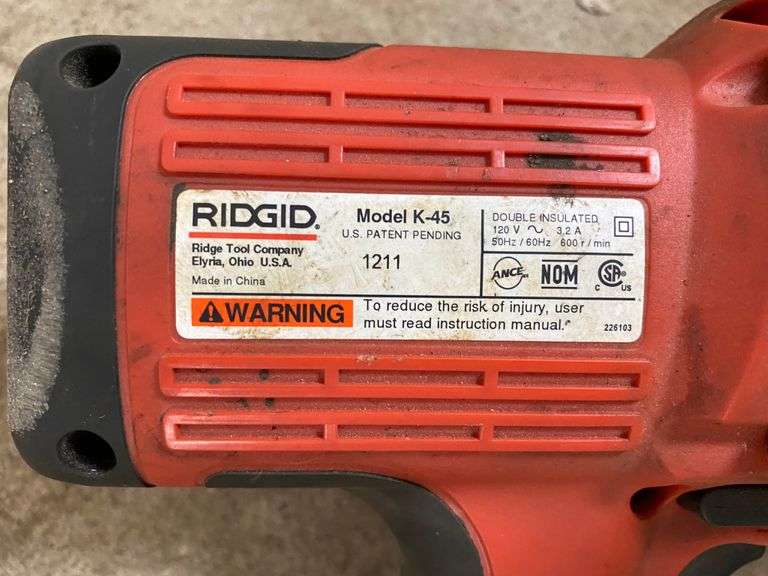 RIDGID®
Ridge Tool Company
Elyria, Ohio U.S.A.
Made in China
Model K-45
U.S. PATENT PENDING
1211
DOUBLE INSULATED
120 V ∿ 3.2 A
50Hz / 60Hz 600 r / min
ANCE
NOM
SA
C US
WARNING
To reduce the risk of injury, user
must read instruction manual.
226103